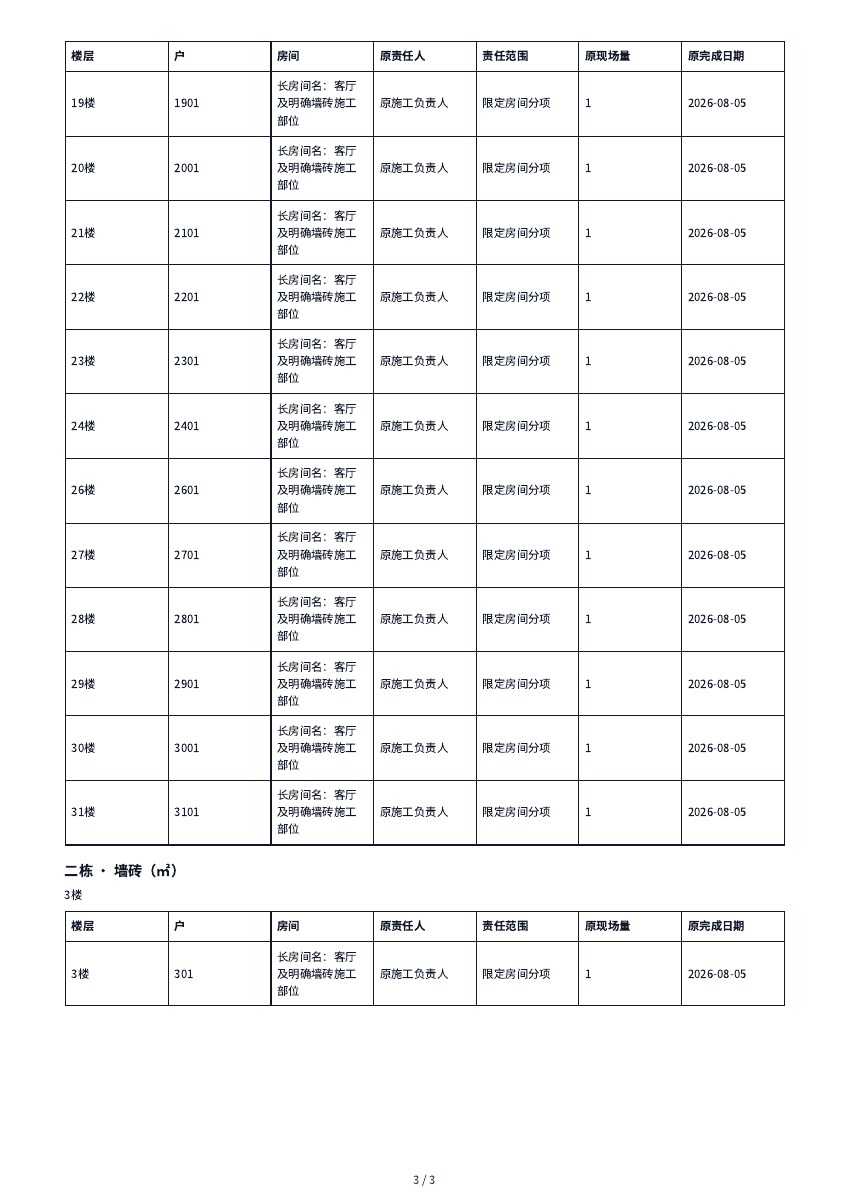 楼层 户 房间 原责任人 责任范围 原现场量 原完成日期
19楼 1901 长房间名：客厅及明确墙砖施工部位 原施工负责人 限定房间分项 1 2026-08-05
20楼 2001 长房间名：客厅及明确墙砖施工部位 原施工负责人 限定房间分项 1 2026-08-05
21楼 2101 长房间名：客厅及明确墙砖施工部位 原施工负责人 限定房间分项 1 2026-08-05
22楼 2201 长房间名：客厅及明确墙砖施工部位 原施工负责人 限定房间分项 1 2026-08-05
23楼 2301 长房间名：客厅及明确墙砖施工部位 原施工负责人 限定房间分项 1 2026-08-05
24楼 2401 长房间名：客厅及明确墙砖施工部位 原施工负责人 限定房间分项 1 2026-08-05
26楼 2601 长房间名：客厅及明确墙砖施工部位 原施工负责人 限定房间分项 1 2026-08-05
27楼 2701 长房间名：客厅及明确墙砖施工部位 原施工负责人 限定房间分项 1 2026-08-05
28楼 2801 长房间名：客厅及明确墙砖施工部位 原施工负责人 限定房间分项 1 2026-08-05
29楼 2901 长房间名：客厅及明确墙砖施工部位 原施工负责人 限定房间分项 1 2026-08-05
30楼 3001 长房间名：客厅及明确墙砖施工部位 原施工负责人 限定房间分项 1 2026-08-05
31楼 3101 长房间名：客厅及明确墙砖施工部位 原施工负责人 限定房间分项 1 2026-08-05
二栋 · 墙砖（㎡）
3楼
楼层 户 房间 原责任人 责任范围 原现场量 原完成日期
3楼 301 长房间名：客厅及明确墙砖施工部位 原施工负责人 限定房间分项 1 2026-08-05
3 / 3